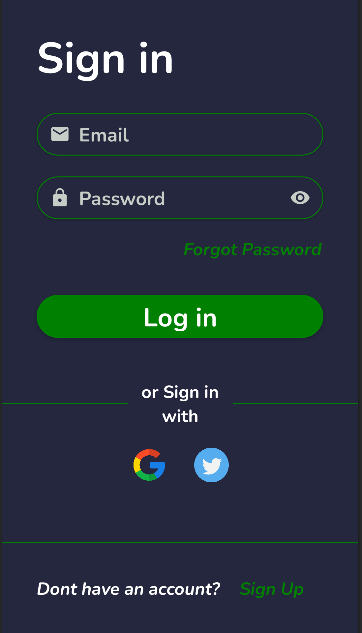 Sign in
Email
Password
Forgot Password
Log in
or Sign in
with
Dont have an account? Sign Up